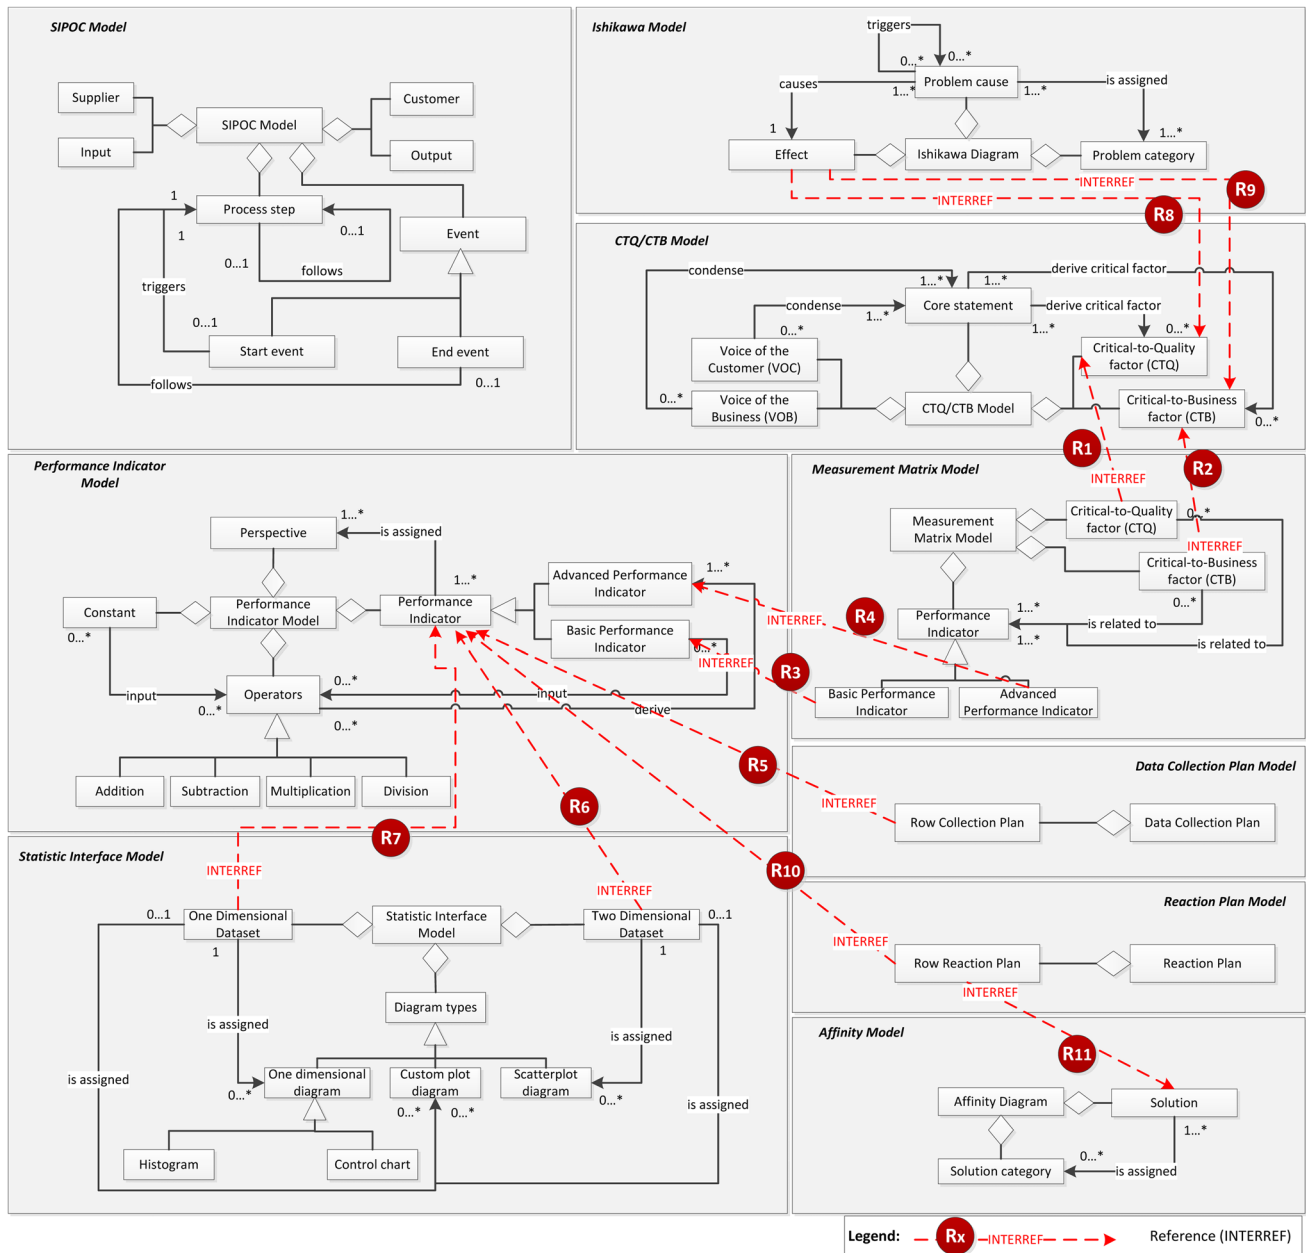 SIPOC Model
Supplier
Input
SIPOC Model
Customer
Output
1
Process step
1
0...1
0...1
follows
triggers
Event
0...1
Start event
End event
follows
0...1
Ishikawa Model
triggers
0...*
0...*
Problem cause
causes
1...*
1...*
is assigned
1
1...*
Effect
Ishikawa Diagram
Problem category
INTERREF
INTERREF
R9
R8
CTQ/CTB Model
condense
derive critical factor
1...*
1...*
Core statement
condense
derive critical factor
1...*
1...*
0...*
0...*
Voice of the
Customer (VOC)
Critical-to-Quality
factor (CTQ)
0...*
Voice of the
Business (VOB)
CTQ/CTB Model
Critical-to-Business
factor (CTB)
0...*
R1
R2
INTERREF
Performance Indicator
Model
Perspective
1...*
is assigned
1...*
Advanced Performance
Indicator
1...*
Constant
0...*
Performance
Indicator Model
Performance
Indicator
Basic Performance
Indicator
0...*
input
Operators
0...*
0...*
0...*
input
derive
Addition
Subtraction
Multiplication
Division
Measurement Matrix Model
Measurement
Matrix Model
Critical-to-Quality
factor (CTQ)
0...*
INTERREF
Critical-to-Business
factor (CTB)
0...*
Performance
Indicator
1...*
1...*
is related to
is related to
R4
INTERREF
R3
INTERREF
Basic Performance
Indicator
Advanced
Performance Indicator
R5
INTERREF
R6
R7
R10
Data Collection Plan Model
Row Collection Plan
Data Collection Plan
Statistic Interface Model
INTERREF
INTERREF
0...1
One Dimensional
Dataset
1
Statistic Interface
Model
Two Dimensional
Dataset
0...1
1
Diagram types
is assigned
is assigned
is assigned
is assigned
One dimensional
diagram
0...*
Custom plot
diagram
0...*
0...*
Scatterplot
diagram
0...*
Histogram
Control chart
Reaction Plan Model
INTERREF
Row Reaction Plan
Reaction Plan
INTERREF
Affinity Model
R11
Affinity Diagram
Solution
1...*
0...*
Solution category
is assigned
Legend:
Rx
INTERREF
Reference (INTERREF)